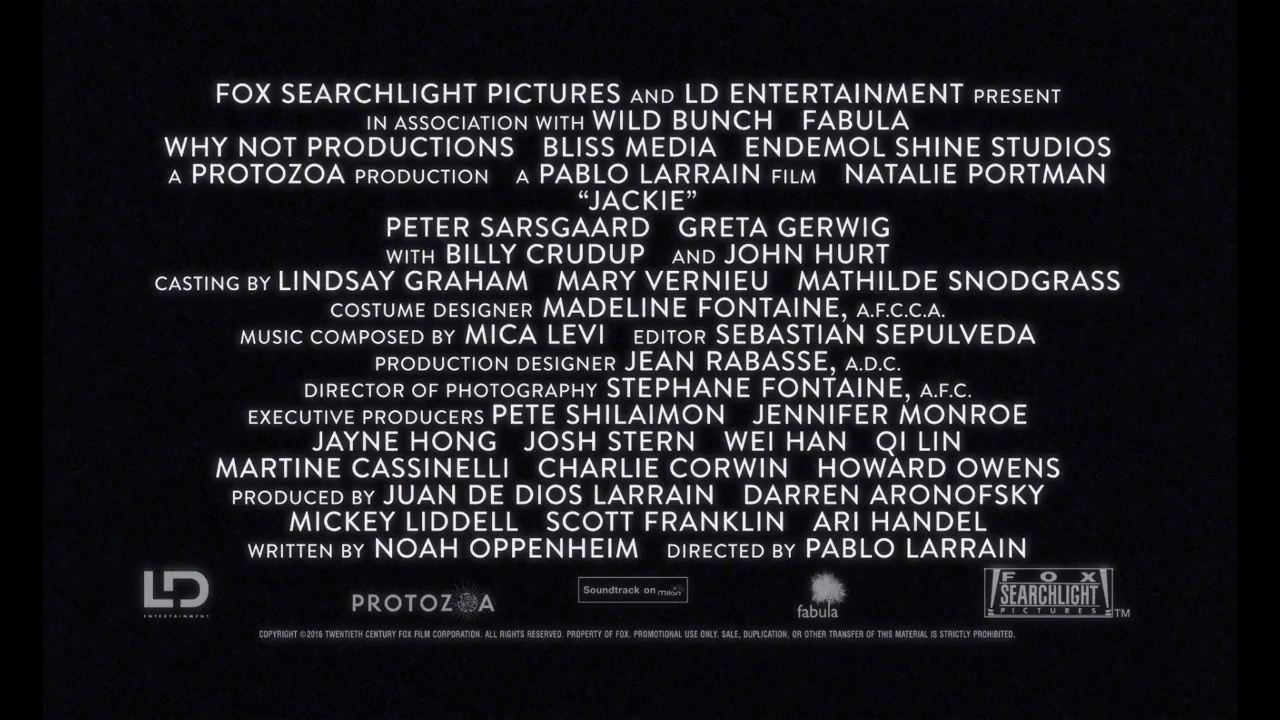 FOX SEARCHLIGHT PICTURES AND LD ENTERTAINMENT PRESENT
IN ASSOCIATION WITH WILD BUNCH FABULA
WHY NOT PRODUCTIONS BLISS MEDIA ENDEMOL SHINE STUDIOS
A PROTOZOA PRODUCTION A PABLO LARRAIN FILM NATALIE PORTMAN
“JACKIE”
PETER SARSGAARD GRETA GERWIG
WITH BILLY CRUDUP AND JOHN HURT
CASTING BY LINDSAY GRAHAM MARY VERNIEU MATHILDE SNODGRASS
COSTUME DESIGNER MADELINE FONTAINE, A.F.C.C.A.
MUSIC COMPOSED BY MICA LEVI EDITOR SEBASTIAN SEPULVEDA
PRODUCTION DESIGNER JEAN RABASSE, A.D.C.
DIRECTOR OF PHOTOGRAPHY STEPHANE FONTAINE, A.F.C.
EXECUTIVE PRODUCERS PETE SHILAIMON JENNIFER MONROE
JAYNE HONG JOSH STERN WEI HAN QI LIN
MARTINE CASSINELLI CHARLIE CORWIN HOWARD OWENS
PRODUCED BY JUAN DE DIOS LARRAIN DARREN ARONOFSKY
MICKEY LIDDELL SCOTT FRANKLIN ARI HANDEL
WRITTEN BY NOAH OPPENHEIM DIRECTED BY PABLO LARRAIN
LD
ENTERTAINMENT
PROTOZOA
Soundtrack on milan
fabula
FOX
SEARCHLIGHT
PICTURES TM
COPYRIGHT ©2016 TWENTIETH CENTURY FOX FILM CORPORATION. ALL RIGHTS RESERVED. PROPERTY OF FOX. PROMOTIONAL USE ONLY. SALE, DUPLICATION, OR OTHER TRANSFER OF THIS MATERIAL IS STRICTLY PROHIBITED.